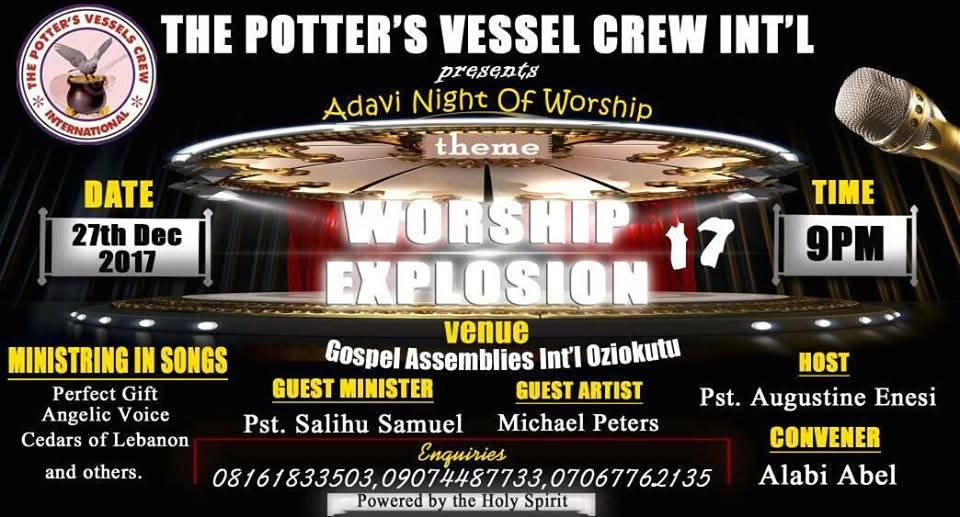 THE POTTER'S VESSELS CREW
INTERNATIONAL
THE POTTER'S VESSEL CREW INT'L
presents
Adavi Night Of Worship
theme
WORSHIP
EXPLOSION
17
DATE
27th Dec
2017
TIME
9PM
venue
Gospel Assemblies Int'l Oziokutu
MINISTRING IN SONGS
Perfect Gift
Angelic Voice
Cedars of Lebanon
and others.
GUEST MINISTER
Pst. Salihu Samuel
GUEST ARTIST
Michael Peters
HOST
Pst. Augustine Enesi
CONVENER
Alabi Abel
Enquiries
08161833503,09074487733,07067762135
Powered by the Holy Spirit